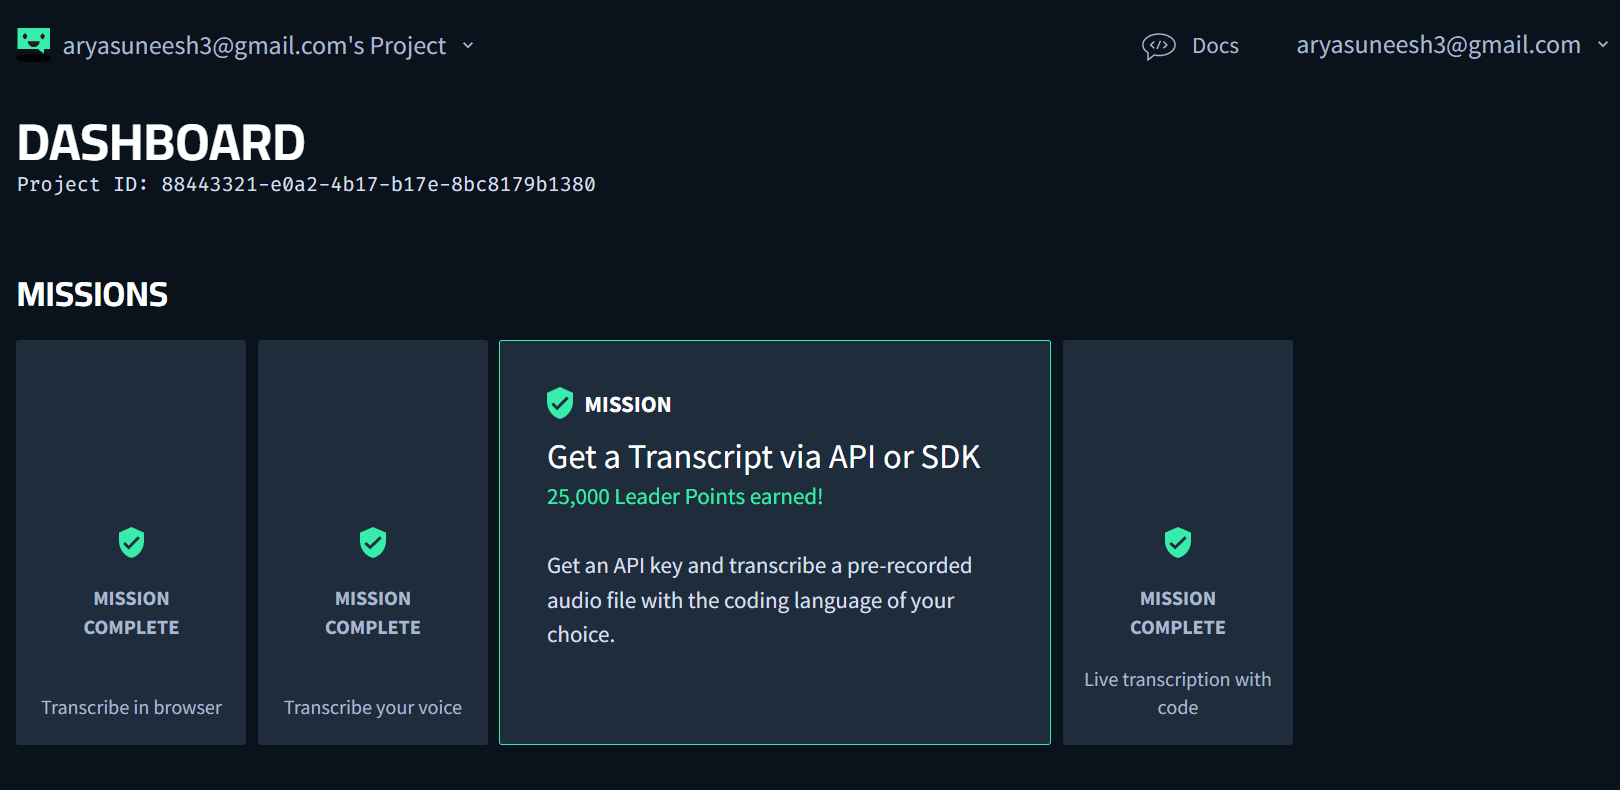 aryasuneesh3@gmail.com's Project
Docs
aryasuneesh3@gmail.com
DASHBOARD
Project ID: 88443321-e0a2-4b17-b17e-8bc8179b1380
MISSIONS
MISSION
COMPLETE
Transcribe in browser
MISSION
COMPLETE
Transcribe your voice
MISSION
Get a Transcript via API or SDK
25,000 Leader Points earned!
Get an API key and transcribe a pre-recorded
audio file with the coding language of your
choice.
MISSION
COMPLETE
Live transcription with
code